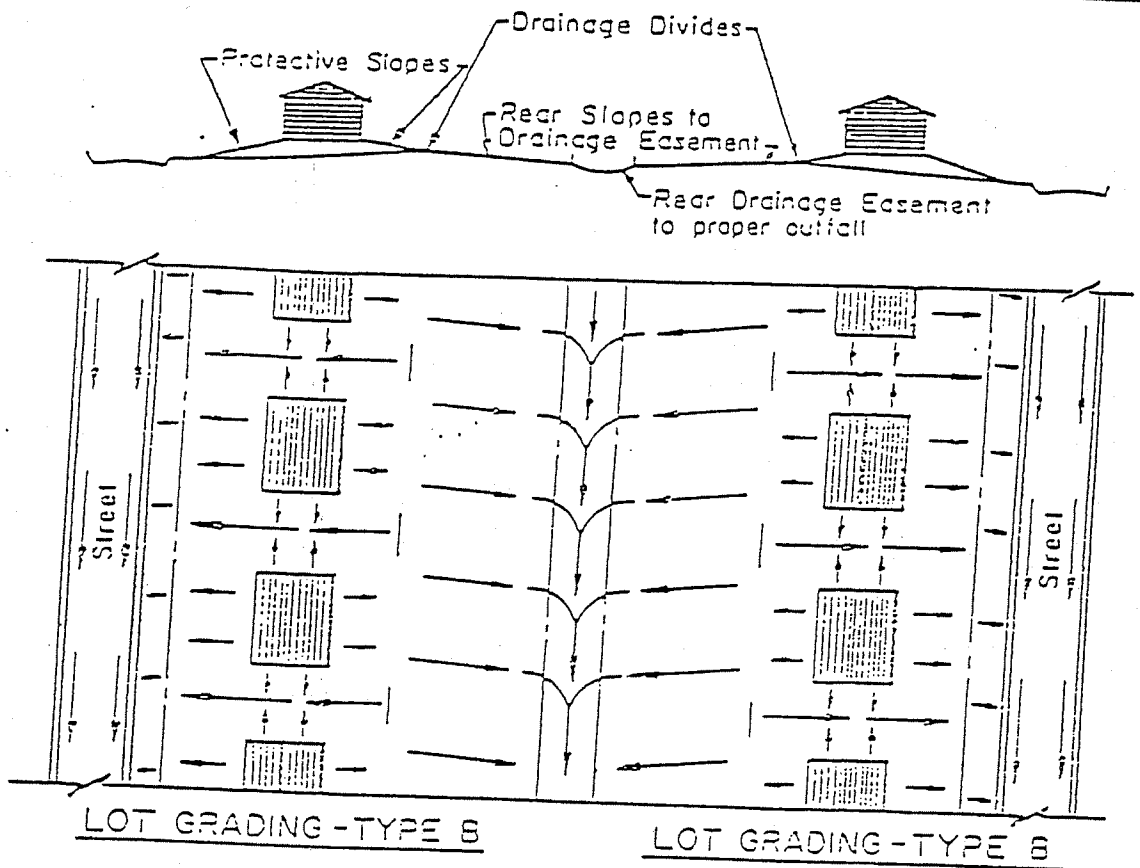 Drainage Divides
Protective Slopes
Rear Slopes to
Drainage Easement
Rear Drainage Easement
to proper outfall
Street
Street
LOT GRADING - TYPE B
LOT GRADING - TYPE B